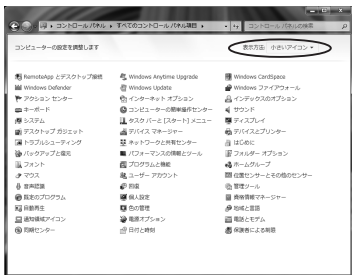 コントロール パネル ▸ すべてのコントロール パネル項目 ▸
コントロール パネルの検索
コンピューターの設定を調整します
表示方法: 小さいアイコン ▾
RemoteApp とデスクトップ接続
Windows Anytime Upgrade
Windows CardSpace
Windows Defender
Windows Update
Windows ファイアウォール
アクション センター
インターネット オプション
インデックスのオプション
キーボード
コンピューターの簡単操作センター
サウンド
システム
タスク バーと [スタート] メニュー
ディスプレイ
デスクトップ ガジェット
デバイス マネージャー
デバイスとプリンター
トラブルシューティング
ネットワークと共有センター
はじめに
バックアップと復元
パフォーマンスの情報とツール
フォルダー オプション
フォント
プログラムと機能
ホームグループ
マウス
ユーザー アカウント
位置センサーとその他のセンサー
音声認識
回復
管理ツール
既定のプログラム
個人設定
資格情報マネージャー
自動再生
色の管理
地域と言語
通知領域アイコン
電源オプション
電話とモデム
同期センター
日付と時刻
保護者による制限